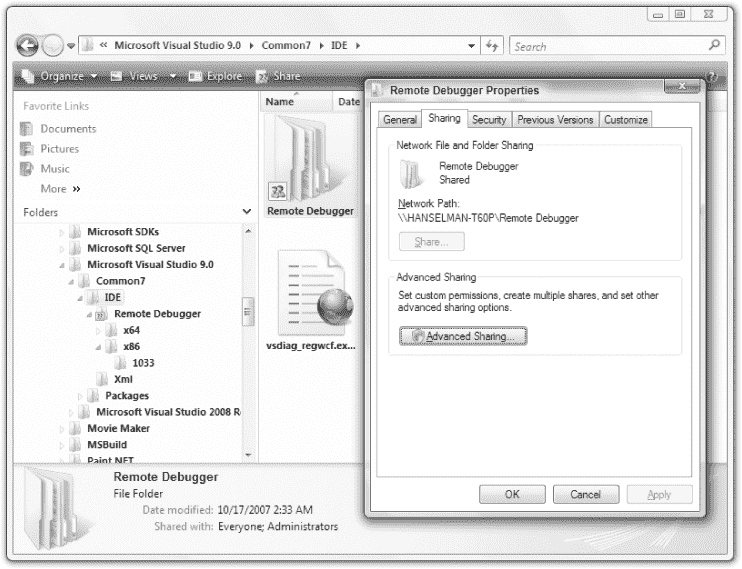 « Microsoft Visual Studio 9.0 ▸ Common7 ▸ IDE ▸
Search
Organize Views Explore Share
Favorite Links
Documents
Pictures
Music
More »
Folders
Microsoft SDKs
Microsoft SQL Server
Microsoft Visual Studio 9.0
Common7
IDE
Remote Debugger
x64
x86
1033
Xml
Packages
Microsoft Visual Studio 2008 R
Movie Maker
MSBuild
Paint.NET
Name Date
Remote Debugger
vsdiag_regwcf.ex...
Remote Debugger Properties
General Sharing Security Previous Versions Customize
Network File and Folder Sharing
Remote Debugger
Shared
Network Path:
\\HANSELMAN-T60P\Remote Debugger
Share...
Advanced Sharing
Set custom permissions, create multiple shares, and set other
advanced sharing options.
Advanced Sharing...
OK Cancel Apply
Remote Debugger
File Folder
Date modified: 10/17/2007 2:33 AM
Shared with: Everyone; Administrators